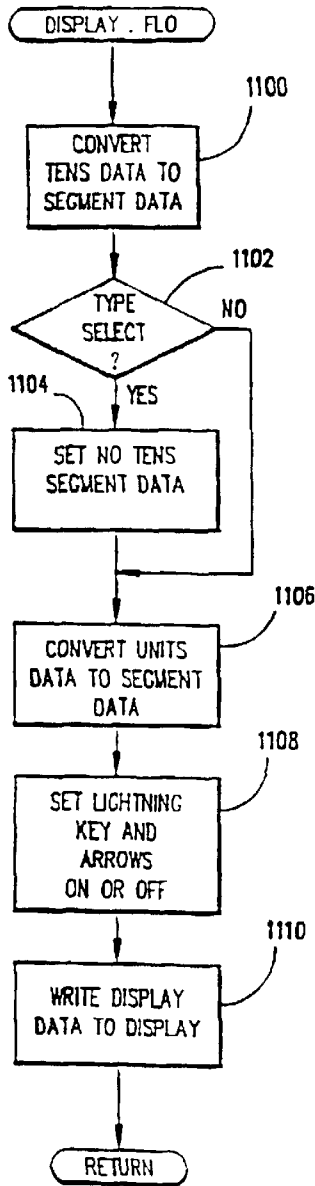 DISPLAY . FLO
1100
CONVERT
TENS DATA TO
SEGMENT DATA
1102
TYPE
SELECT
?
NO
YES
1104
SET NO TENS
SEGMENT DATA
1106
CONVERT UNITS
DATA TO SEGMENT
DATA
1108
SET LIGHTNING
KEY AND
ARROWS
ON OR OFF
1110
WRITE DISPLAY
DATA TO DISPLAY
RETURN